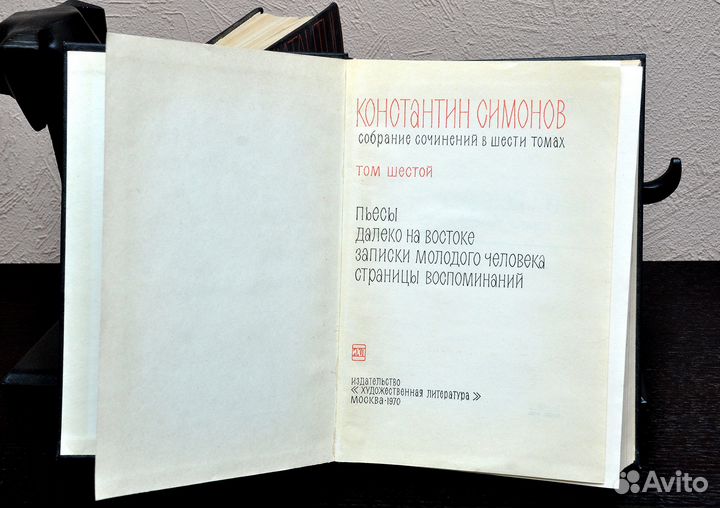 КОНСТАНТИН СИМОНОВ
СОБРАНИЕ СОЧИНЕНИЙ В ШЕСТИ ТОМАХ
ТОМ ШЕСТОЙ
ПЬЕСЫ
ДАЛЕКО НА ВОСТОКЕ
ЗАПИСКИ МОЛОДОГО ЧЕЛОВЕКА
СТРАНИЦЫ ВОСПОМИНАНИЙ
ИЗДАТЕЛЬСТВО
«ХУДОЖЕСТВЕННАЯ ЛИТЕРАТУРА»
МОСКВА·1970
Avito